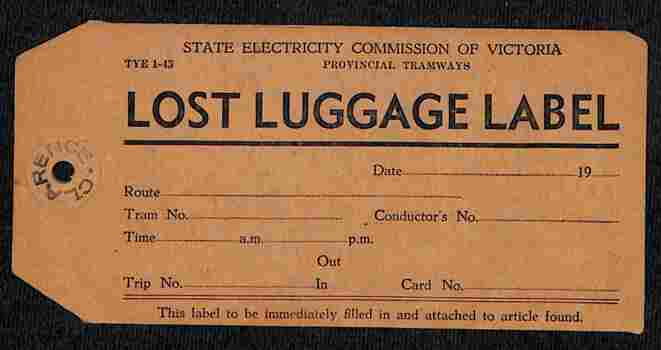 STATE ELECTRICITY COMMISSION OF VICTORIA
TYE 1-45 PROVINCIAL TRAMWAYS
LOST LUGGAGE LABEL
Date 19
Route
Tram No. Conductor's No.
Time a.m. p.m.
Out
Trip No. In Card No.
This label to be immediately filled in and attached to article found.